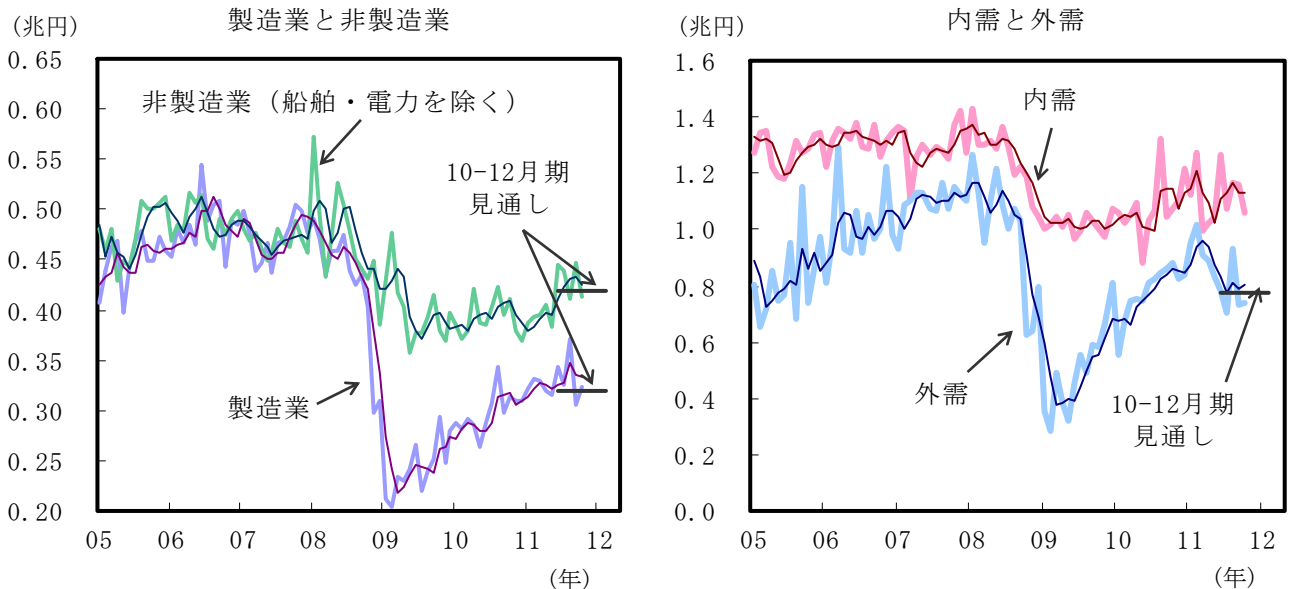 製造業と非製造業
(兆円)
0.65
0.60
0.55
0.50
0.45
0.40
0.35
0.30
0.25
0.20
非製造業(船舶・電力を除く)
10-12月期
見通し
製造業
05 06 07 08 09 10 11 12
(年)
内需と外需
(兆円)
1.6
1.4
1.2
1.0
0.8
0.6
0.4
0.2
0.0
内需
外需
10-12月期
見通し
05 06 07 08 09 10 11 12
(年)